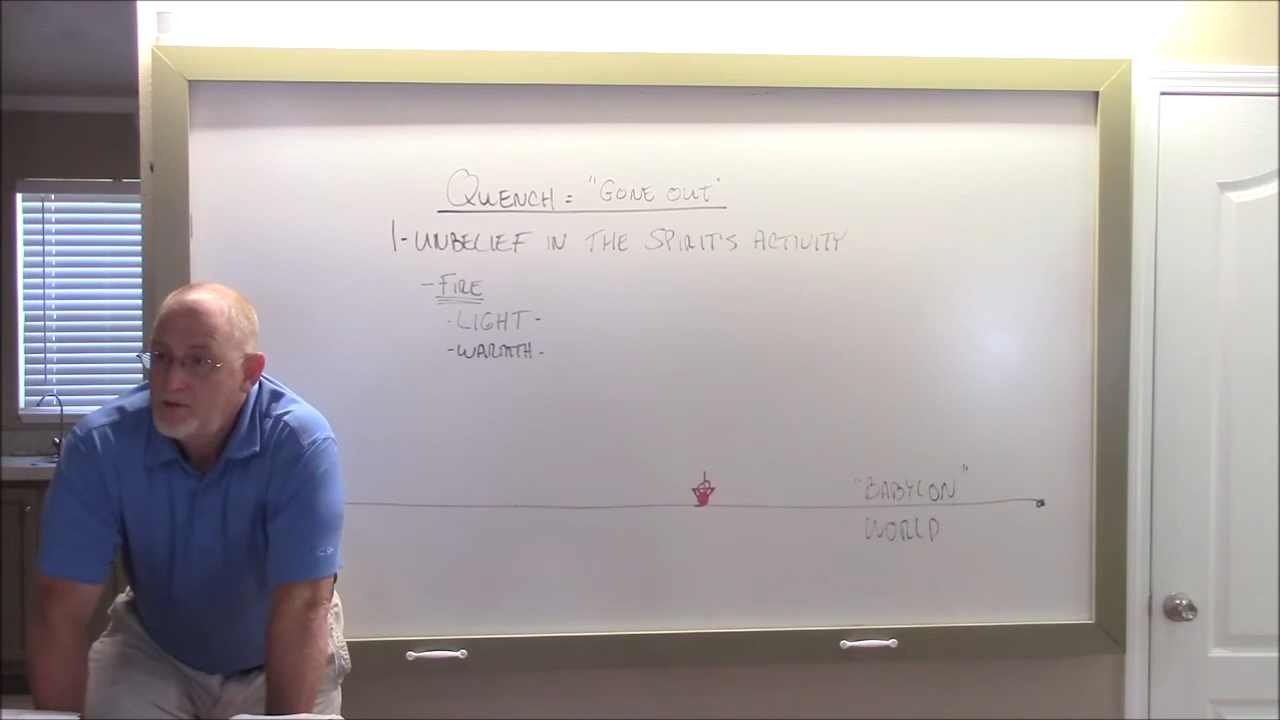 QUENCH = "GONE OUT"
1-UNBELIEF IN THE SPIRIT'S ACTIVITY
-FIRE
-LIGHT-
-WARMTH-
"BABYLON"
WORLD